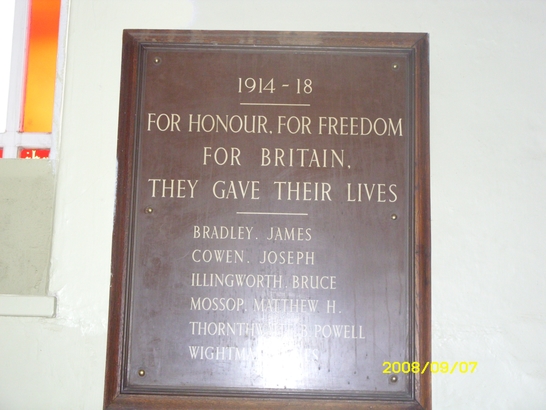 1914 - 18
FOR HONOUR, FOR FREEDOM
FOR BRITAIN,
THEY GAVE THEIR LIVES
BRADLEY. JAMES
COWEN. JOSEPH
ILLINGWORTH. BRUCE
MOSSOP. MATTHEW H.
POWELL
2008/09/07